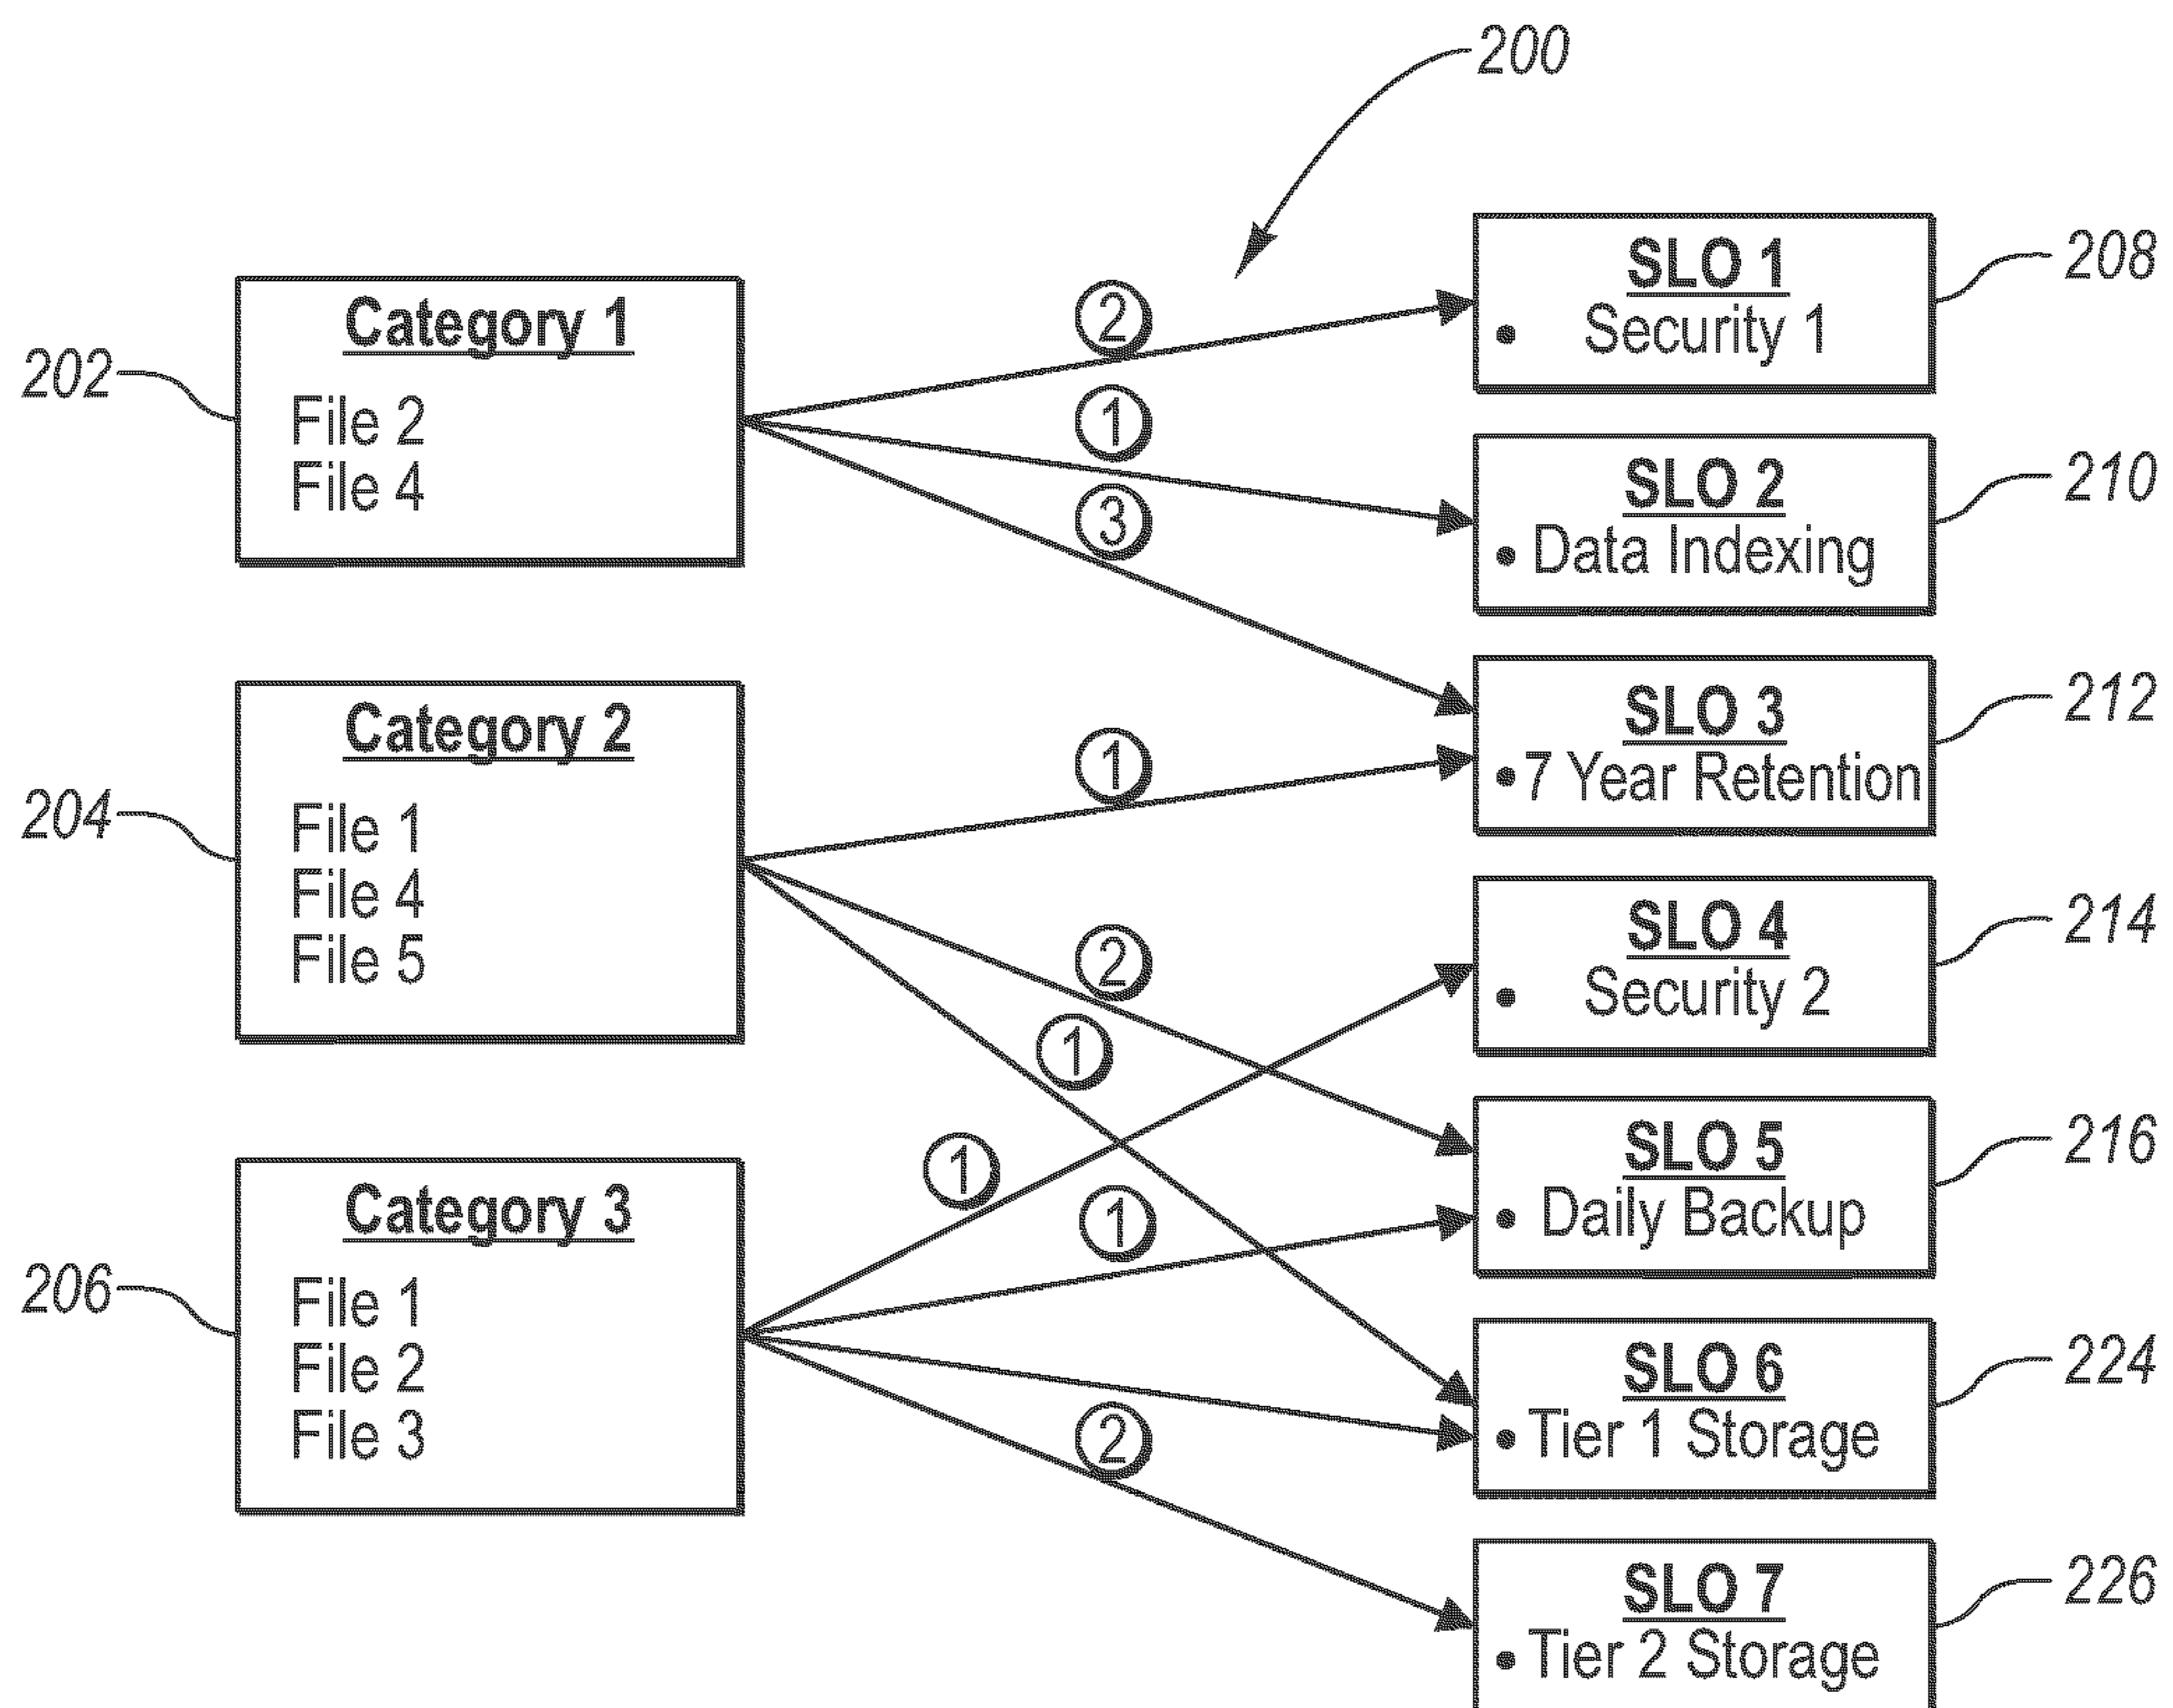 200
Category 1
File 2
File 4
202
Category 2
File 1
File 4
File 5
204
Category 3
File 1
File 2
File 3
206
2
1
3
1
2
1
1
1
2
SLO 1
• Security 1
208
SLO 2
• Data Indexing
210
SLO 3
• 7 Year Retention
212
SLO 4
• Security 2
214
SLO 5
• Daily Backup
216
SLO 6
• Tier 1 Storage
224
SLO 7
• Tier 2 Storage
226